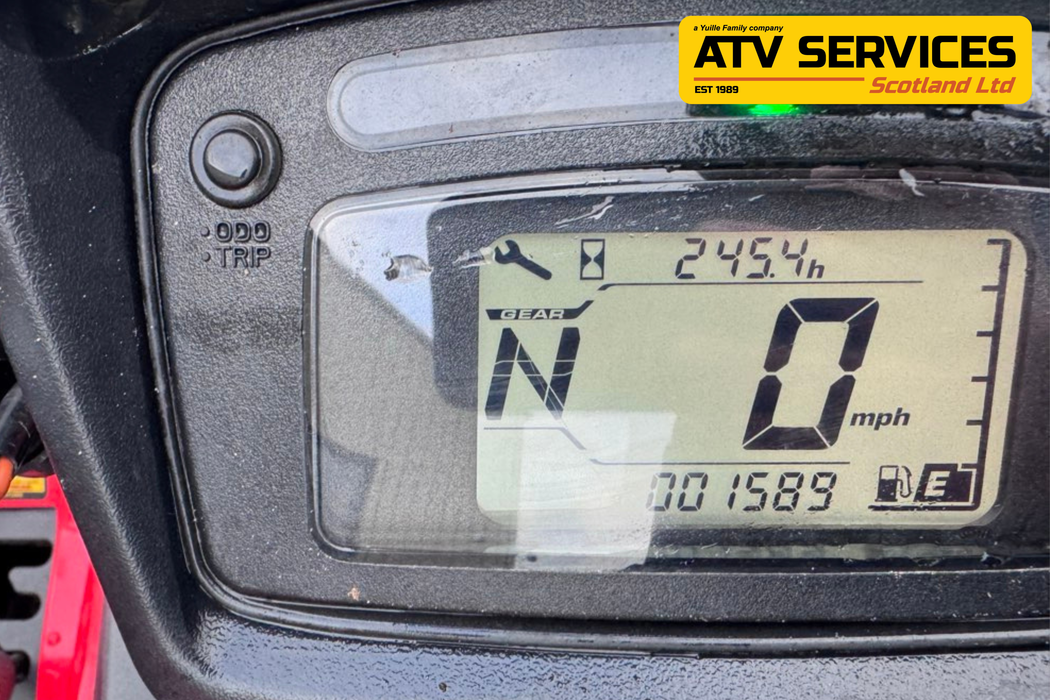 a Yuille Family company
ATV SERVICES
EST 1989
Scotland Ltd
ODO
TRIP
245.4h
GEAR
N
0
mph
001589
E